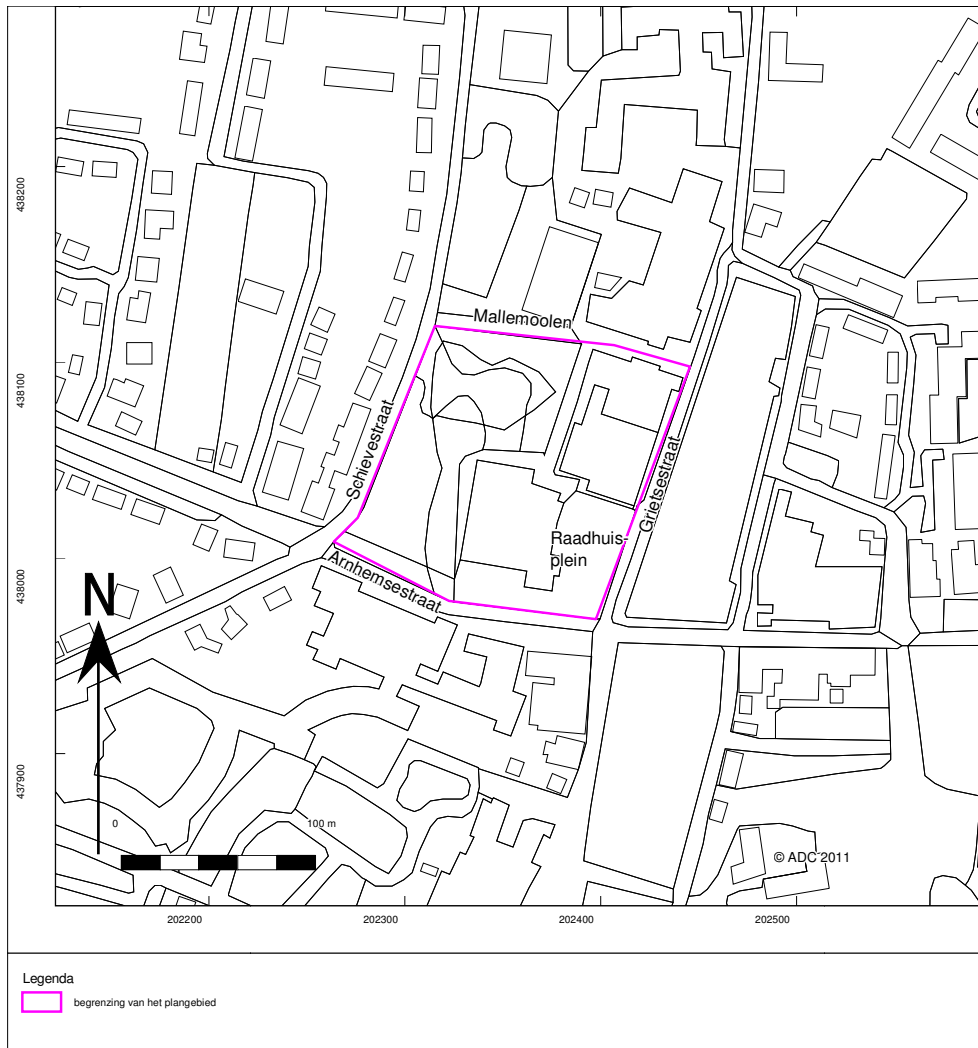 438200
438100
438000
437900
Mallemoolen
Schievestraat
Grietsestraat
Raadhuis-
plein
Arnhemsestraat
N
0
100 m
© ADC 2011
202200
202300
202400
202500
Legenda
begrenzing van het plangebied